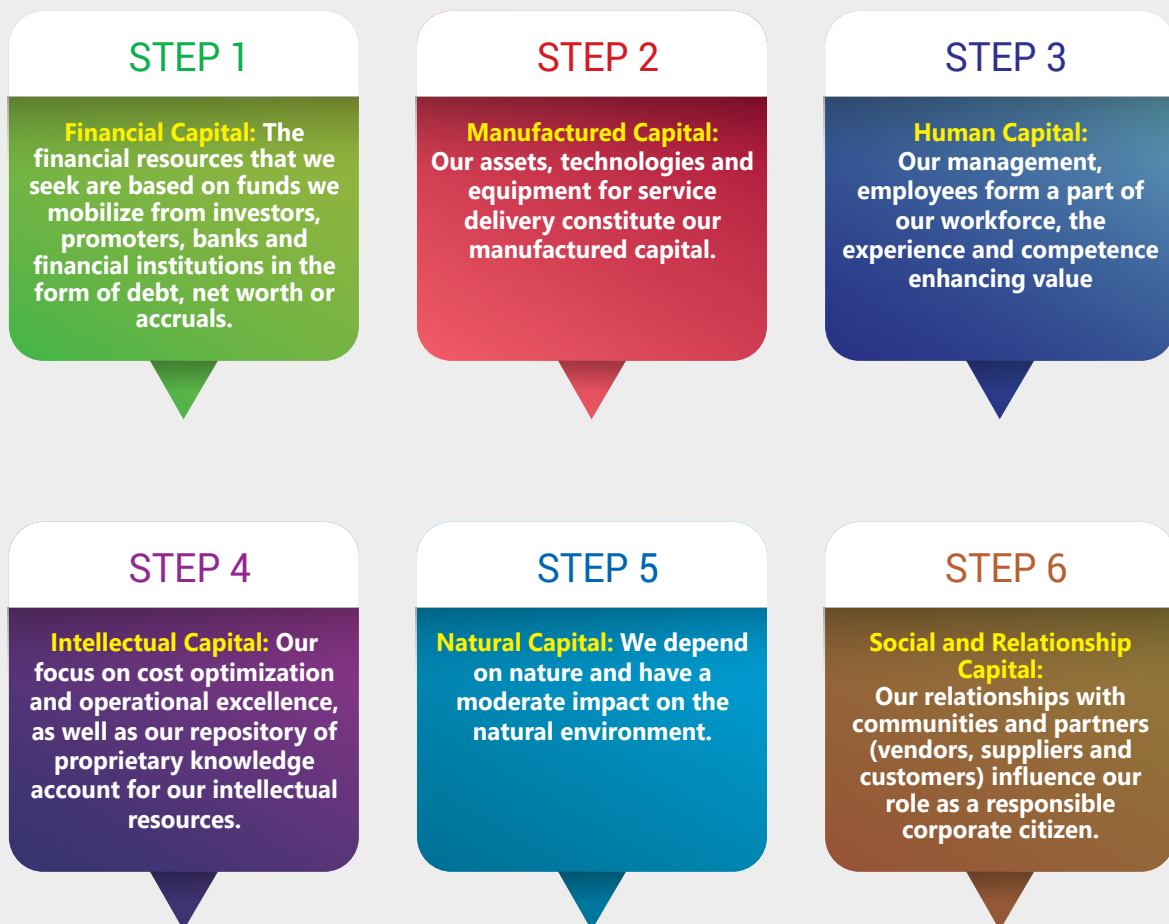 STEP 1
Financial Capital: The
financial resources that we
seek are based on funds we
mobilize from investors,
promoters, banks and
financial institutions in the
form of debt, net worth or
accruals.
STEP 2
Manufactured Capital:
Our assets, technologies and
equipment for service
delivery constitute our
manufactured capital.
STEP 3
Human Capital:
Our management,
employees form a part of
our workforce, the
experience and competence
enhancing value
STEP 4
Intellectual Capital: Our
focus on cost optimization
and operational excellence,
as well as our repository of
proprietary knowledge
account for our intellectual
resources.
STEP 5
Natural Capital: We depend
on nature and have a
moderate impact on the
natural environment.
STEP 6
Social and Relationship
Capital:
Our relationships with
communities and partners
(vendors, suppliers and
customers) influence our
role as a responsible
corporate citizen.